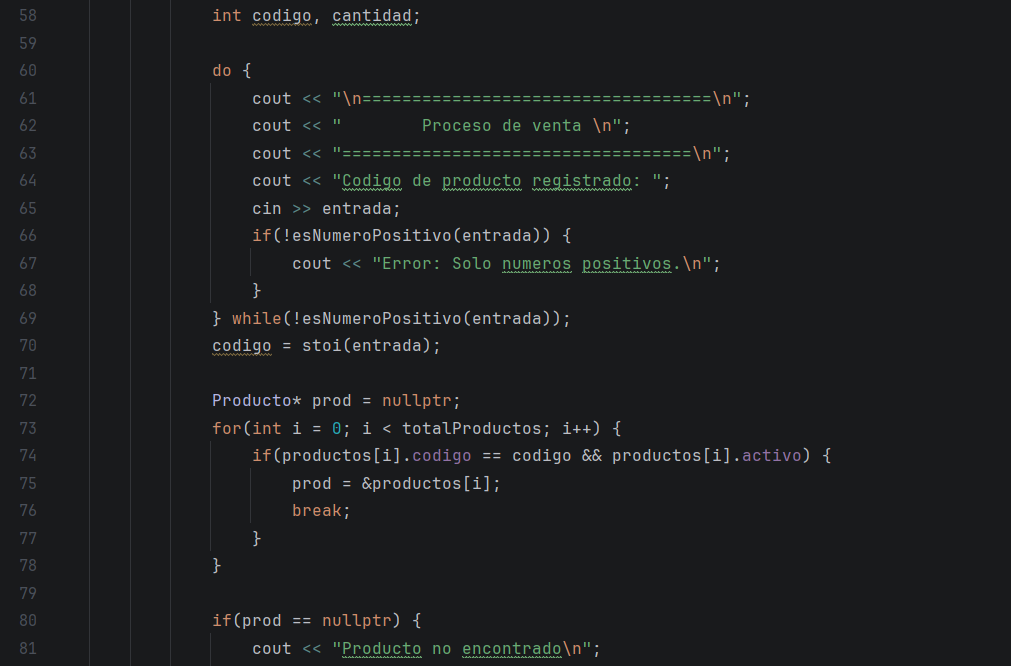 58 int codigo, cantidad;
59
60 do {
61 cout << "\n===================================\n";
62 cout << "        Proceso de venta \n";
63 cout << "===================================\n";
64 cout << "Codigo de producto registrado: ";
65 cin >> entrada;
66 if(!esNumeroPositivo(entrada)) {
67 cout << "Error: Solo numeros positivos.\n";
68 }
69 } while(!esNumeroPositivo(entrada));
70 codigo = stoi(entrada);
71
72 Producto* prod = nullptr;
73 for(int i = 0; i < totalProductos; i++) {
74 if(productos[i].codigo == codigo && productos[i].activo) {
75 prod = &productos[i];
76 break;
77 }
78 }
79
80 if(prod == nullptr) {
81 cout << "Producto no encontrado\n";